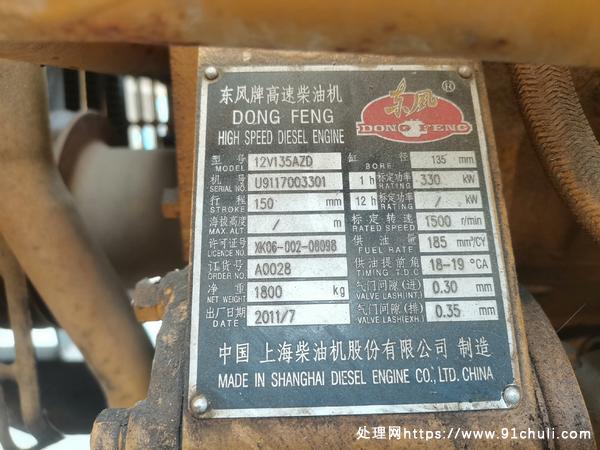 东风牌高速柴油机
DONG FENG
HIGH SPEED DIESEL ENGINE
东風 ®
DONG FENG
型号 MODEL 12V135AZD
缸径 BORE 135 mm
机号 SERIAL NO. U9117003301
1 h 标定功率 RATING 330 kW
行程 STROKE 150 mm
12 h 标定功率 RATING / kW
海拔高度 MAX. ALT / m
标定转速 RATED SPEED 1500 r/min
许可证号 LICENCE NO. XK06-002-08098
供油量 FUEL RATE 185 mm³/CY
订货号 ORDER NO. A0028
供油提前角 TIMING T.D.C 18-19 °CA
净重 NET WEIGHT 1800 kg
气门间隙(进) VALVE LASH(INT.) 0.30 mm
出厂日期 DATE 2011/7
气门间隙(排) VALVE LASH(EXH.) 0.35 mm
中国 上海柴油机股份有限公司 制造
MADE IN SHANGHAI DIESEL ENGINE CO., LTD. CHINA
处理网https://www.91chuli.com/